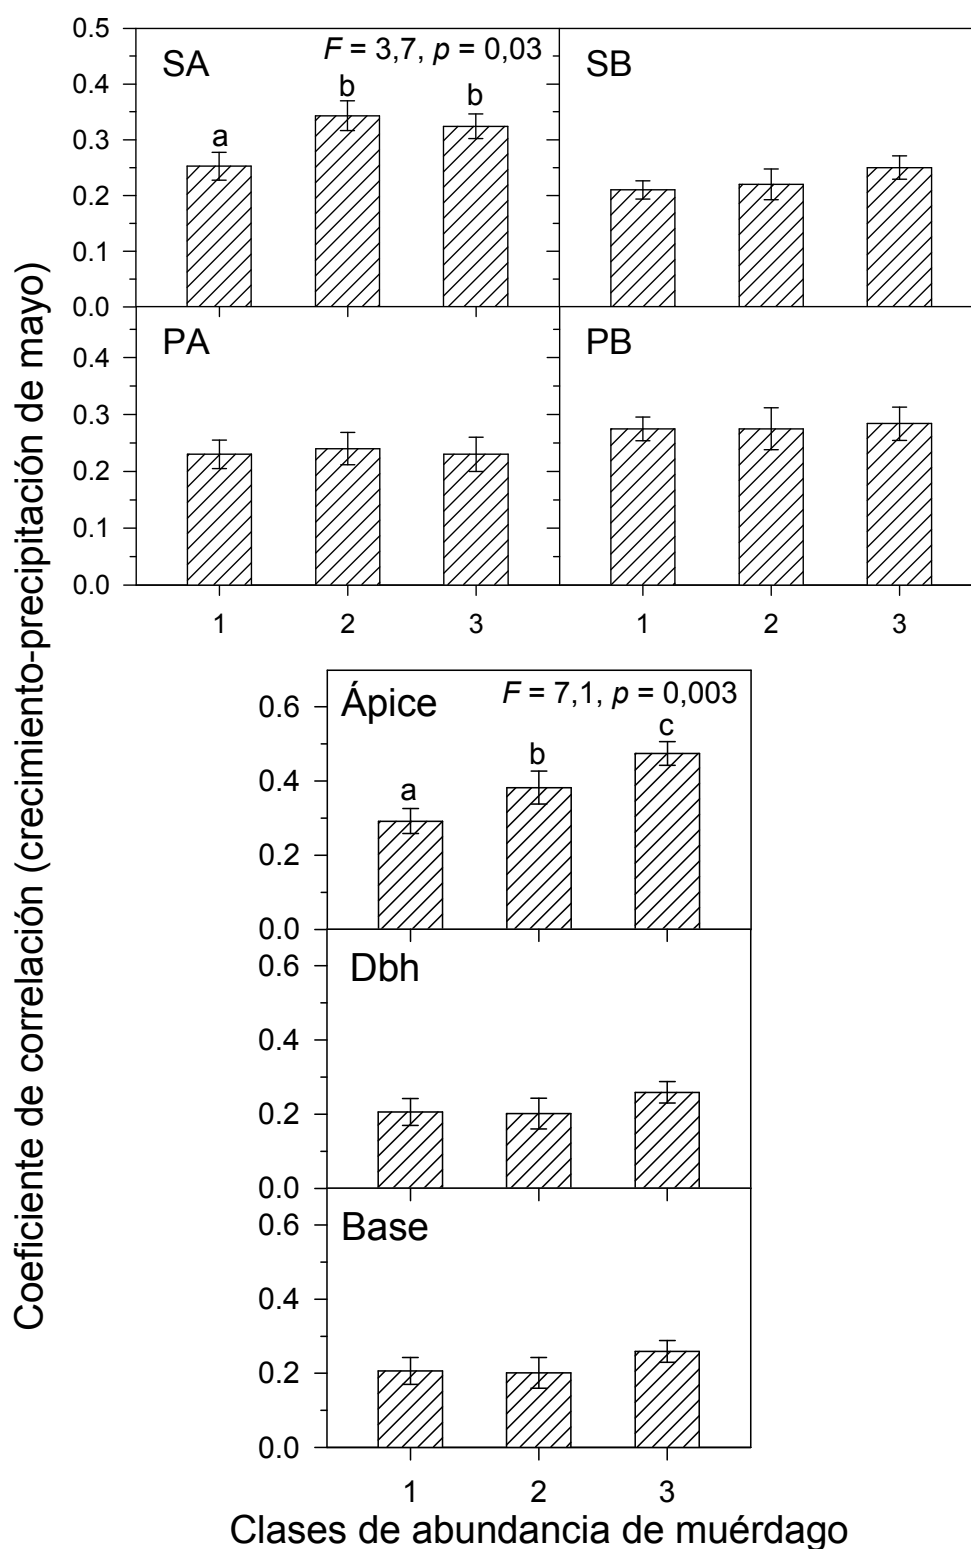 Coeficiente de correlación (crecimiento-precipitación de mayo)
0.5
0.4
0.3
0.2
0.1
0.0
SA
F = 3,7, p = 0,03
a
b
b
SB
0.4
0.3
0.2
0.1
0.0
PA
PB
1 2 3 1 2 3
0.6
0.4
0.2
0.0
Ápice
F = 7,1, p = 0,003
a
b
c
0.6
0.4
0.2
0.0
Dbh
0.6
0.4
0.2
0.0
Base
1 2 3
Clases de abundancia de muérdago